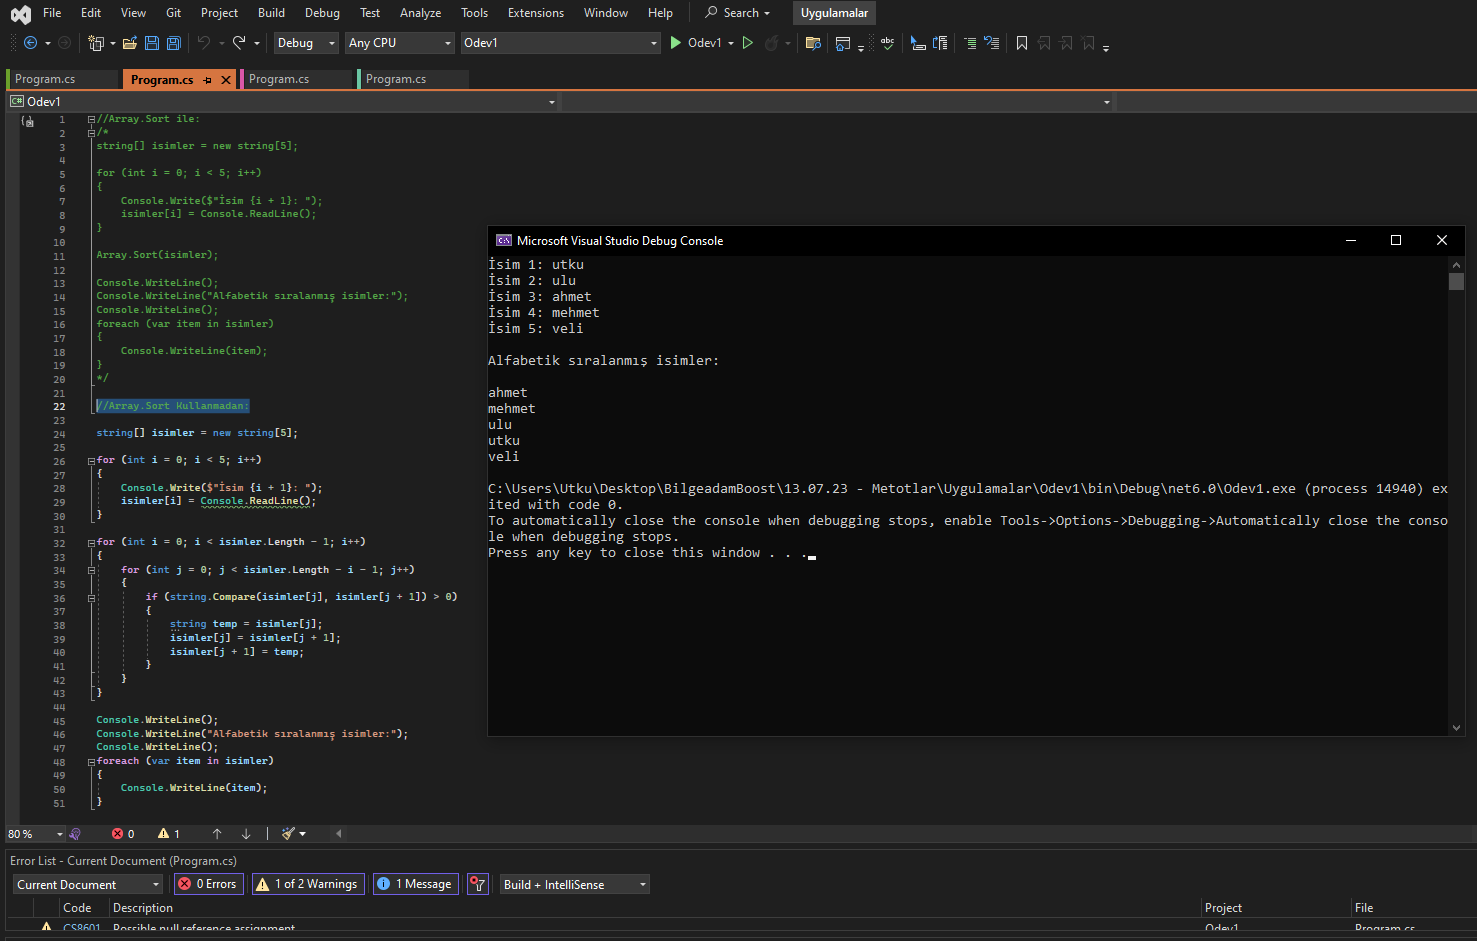 File Edit View Git Project Build Debug Test Analyze Tools Extensions Window Help Search Uygulamalar
Debug Any CPU Odev1 Odev1
Program.cs Program.cs Program.cs Program.cs
C# Odev1
1 //Array.Sort ile:
2 /*
3 string[] isimler = new string[5];
4
5 for (int i = 0; i < 5; i++)
6 {
7 Console.Write($"İsim {i + 1}: ");
8 isimler[i] = Console.ReadLine();
9 }
10
11 Array.Sort(isimler);
12
13 Console.WriteLine();
14 Console.WriteLine("Alfabetik sıralanmış isimler:");
15 Console.WriteLine();
16 foreach (var item in isimler)
17 {
18 Console.WriteLine(item);
19 }
20 */
21
22 //Array.Sort Kullanmadan:
23
24 string[] isimler = new string[5];
25
26 for (int i = 0; i < 5; i++)
27 {
28 Console.Write($"İsim {i + 1}: ");
29 isimler[i] = Console.ReadLine();
30 }
31
32 for (int i = 0; i < isimler.Length - 1; i++)
33 {
34 for (int j = 0; j < isimler.Length - i - 1; j++)
35 {
36 if (string.Compare(isimler[j], isimler[j + 1]) > 0)
37 {
38 string temp = isimler[j];
39 isimler[j] = isimler[j + 1];
40 isimler[j + 1] = temp;
41 }
42 }
43 }
44
45 Console.WriteLine();
46 Console.WriteLine("Alfabetik sıralanmış isimler:");
47 Console.WriteLine();
48 foreach (var item in isimler)
49 {
50 Console.WriteLine(item);
51 }
Microsoft Visual Studio Debug Console
İsim 1: utku
İsim 2: ulu
İsim 3: ahmet
İsim 4: mehmet
İsim 5: veli
Alfabetik sıralanmış isimler:
ahmet
mehmet
ulu
utku
veli
C:\Users\Utku\Desktop\BilgeadamBoost\13.07.23 - Metotlar\Uygulamalar\Odev1\bin\Debug\net6.0\Odev1.exe (process 14940) ex
ited with code 0.
To automatically close the console when debugging stops, enable Tools->Options->Debugging->Automatically close the conso
le when debugging stops.
Press any key to close this window . . .
80 % 0 1
Error List - Current Document (Program.cs)
Current Document 0 Errors 1 of 2 Warnings 1 Message Build + IntelliSense
Code Description Project File
CS8601 Possible null reference assignment. Odev1 Program.cs